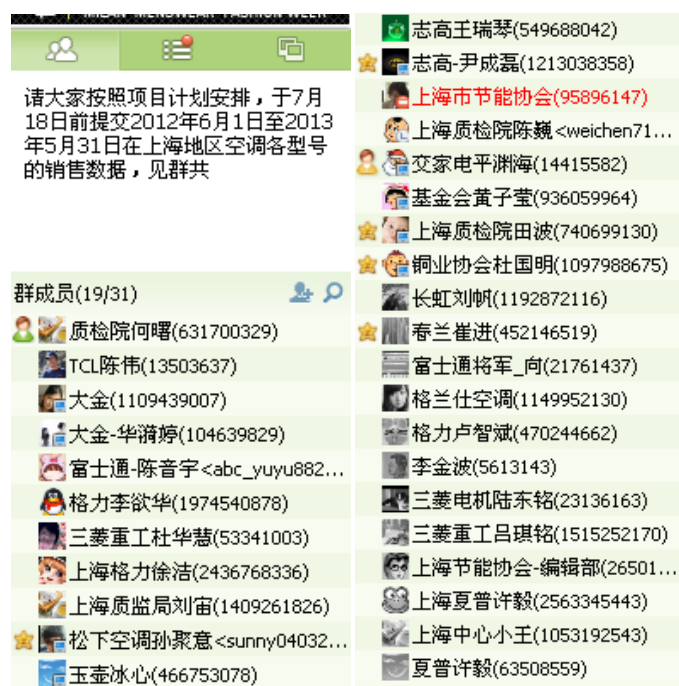 MILAN MENSWEAR FASHION WEEK
请大家按照项目计划安排，于7月
18日前提交2012年6月1日至2013
年5月31日在上海地区空调各型号
的销售数据，见群共
群成员(19/31)
质检院何曙(631700329)
TCL陈伟(13503637)
大金(1109439007)
大金-华漪婷(104639829)
富士通-陈音宇<abc_yuyu882...
格力李欲华(1974540878)
三菱重工杜华慧(53341003)
上海格力徐洁(2436768336)
上海质监局刘宙(1409261826)
松下空调孙聚意<sunny04032...
玉壶冰心(466753078)
志高王瑞琴(549688042)
志高-尹成磊(1213038358)
上海市节能协会(95896147)
上海质检院陈巍<weichen71...
交家电平渊海(14415582)
基金会黄子莹(936059964)
上海质检院田波(740699130)
铜业协会杜国明(1097988675)
长虹刘帆(1192872116)
春兰崔进(452146519)
富士通将军_向(21761437)
格兰仕空调(1149952130)
格力卢智斌(470244662)
李金波(5613143)
三菱电机陆东铭(23136163)
三菱重工吕琪铭(1515252170)
上海节能协会-编辑部(26501...
上海夏普许毅(2563345443)
上海中心小王(1053192543)
夏普许毅(63508559)